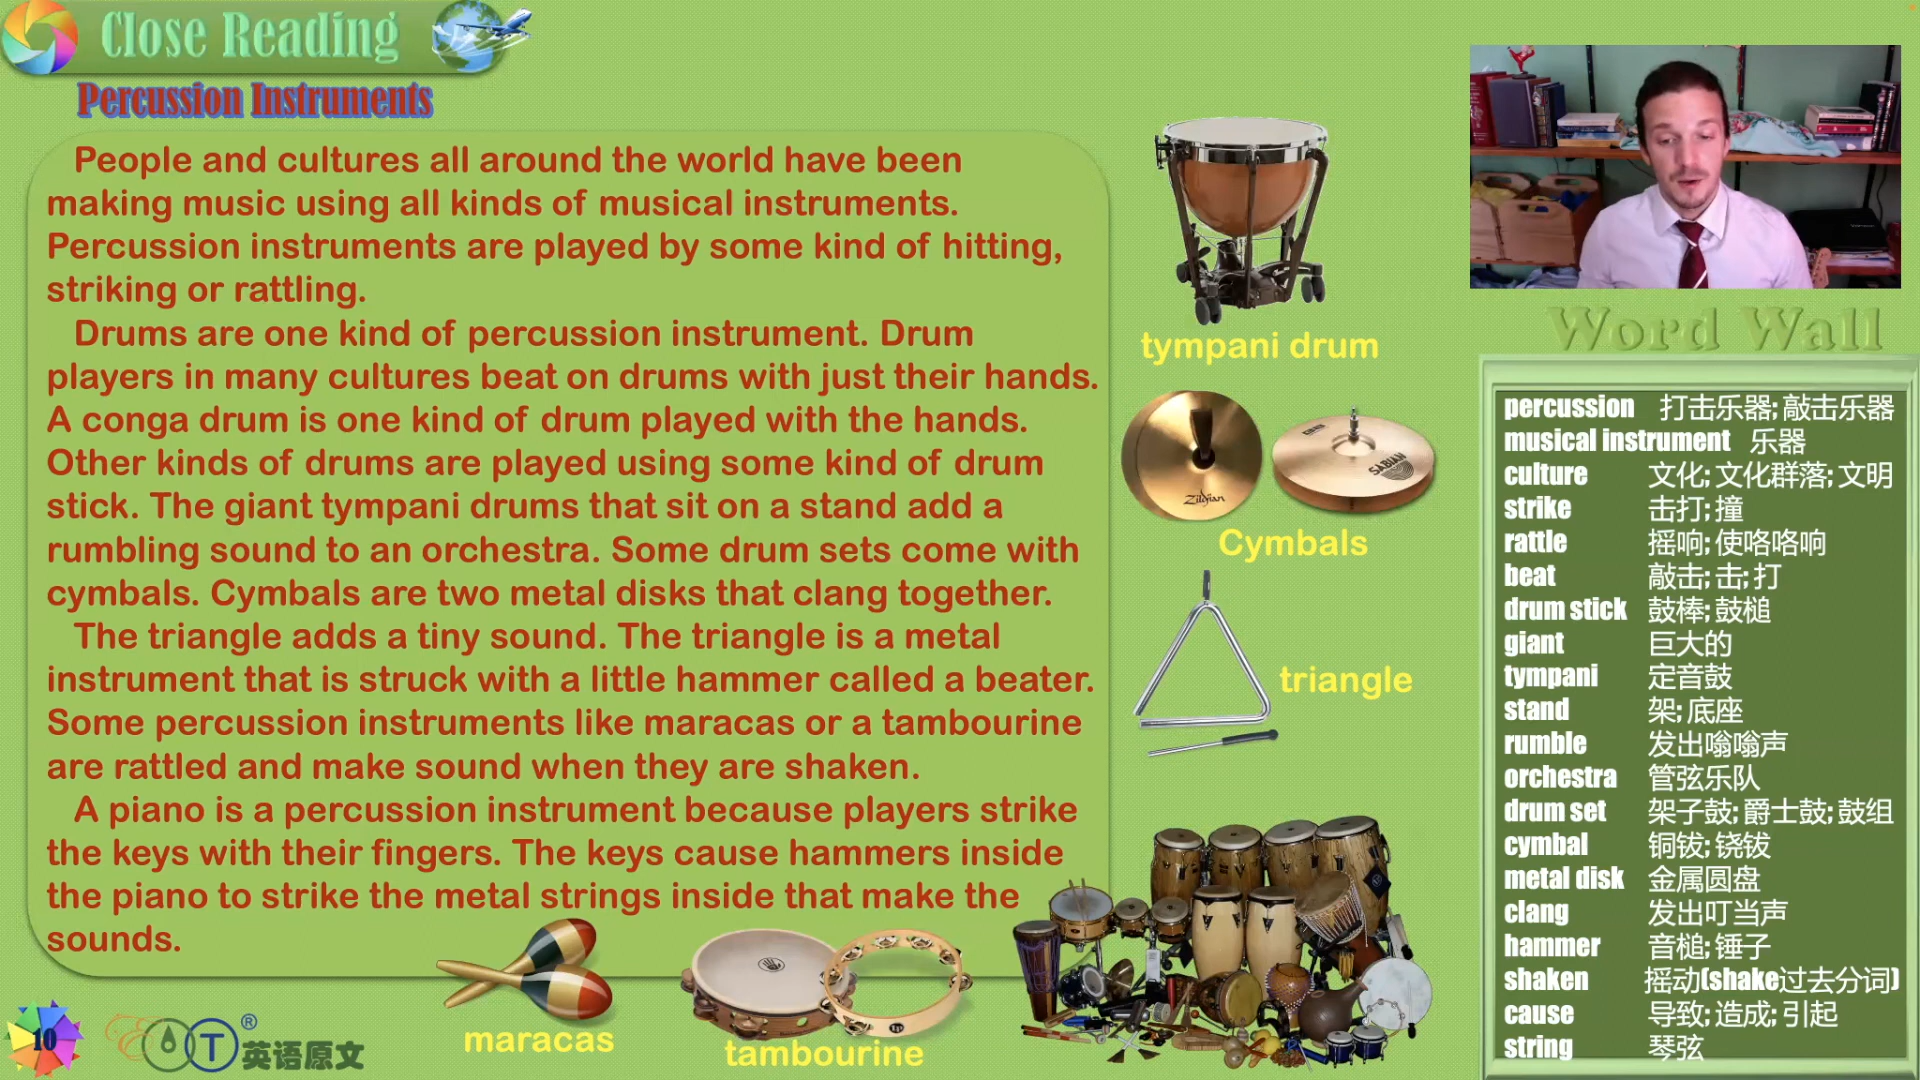 Close Reading
Percussion Instruments
People and cultures all around the world have been
making music using all kinds of musical instruments.
Percussion instruments are played by some kind of hitting,
striking or rattling.
Drums are one kind of percussion instrument. Drum
players in many cultures beat on drums with just their hands.
A conga drum is one kind of drum played with the hands.
Other kinds of drums are played using some kind of drum
stick. The giant tympani drums that sit on a stand add a
rumbling sound to an orchestra. Some drum sets come with
cymbals. Cymbals are two metal disks that clang together.
The triangle adds a tiny sound. The triangle is a metal
instrument that is struck with a little hammer called a beater.
Some percussion instruments like maracas or a tambourine
are rattled and make sound when they are shaken.
A piano is a percussion instrument because players strike
the keys with their fingers. The keys cause hammers inside
the piano to strike the metal strings inside that make the
sounds.
tympani drum
Zildjian
SABIAN
Cymbals
triangle
maracas
LP
tambourine
10
T®英语原文
Word Wall
percussion 打击乐器; 敲击乐器
musical instrument 乐器
culture 文化; 文化群落; 文明
strike 击打; 撞
rattle 摇响; 使咯咯响
beat 敲击; 击; 打
drum stick 鼓棒; 鼓槌
giant 巨大的
tympani 定音鼓
stand 架; 底座
rumble 发出嗡嗡声
orchestra 管弦乐队
drum set 架子鼓; 爵士鼓; 鼓组
cymbal 铜钹; 铙钹
metal disk 金属圆盘
clang 发出叮当声
hammer 音槌; 锤子
shaken 摇动(shake过去分词)
cause 导致; 造成; 引起
string 琴弦